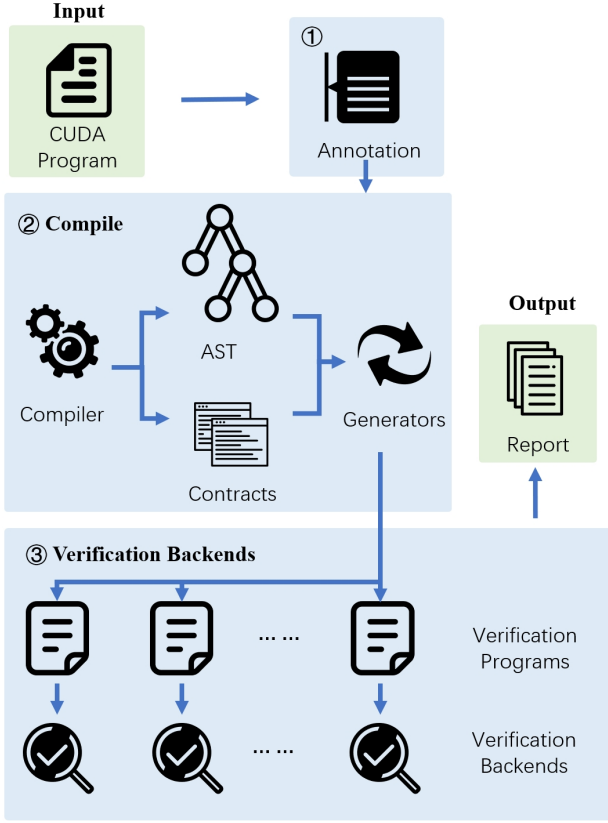 Input
CUDA
Program
①
Annotation
② Compile
Compiler
AST
Contracts
Generators
Output
Report
③ Verification Backends
... ...
Verification
Programs
... ...
Verification
Backends